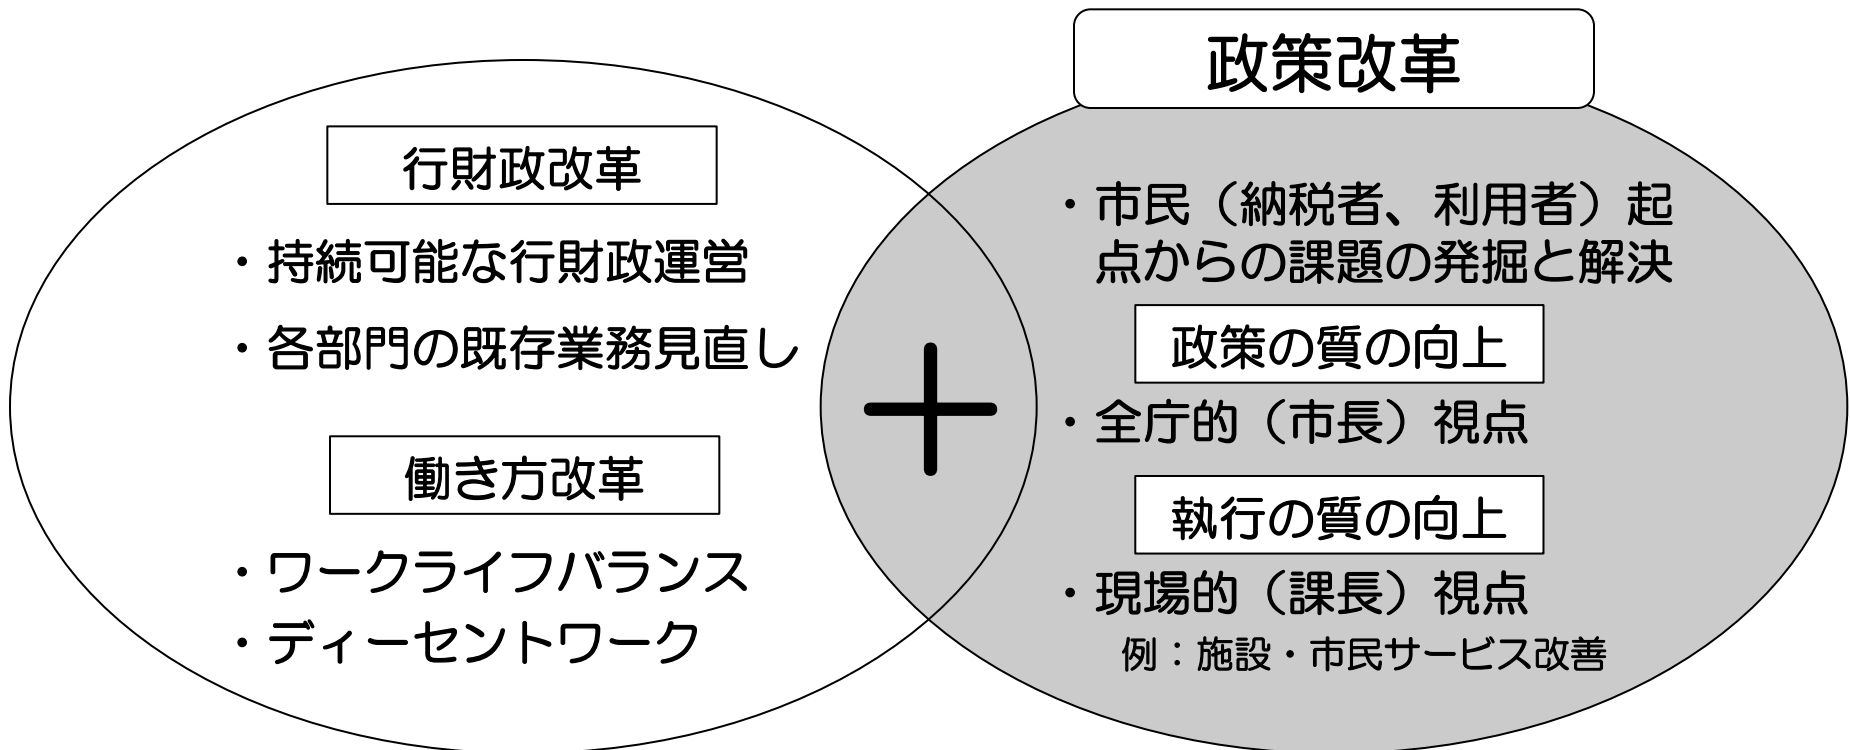 行財政改革
・持続可能な行財政運営
・各部門の既存業務見直し
働き方改革
・ワークライフバランス
・ディーセントワーク
＋
政策改革
・市民（納税者、利用者）起
点からの課題の発掘と解決
政策の質の向上
・全庁的（市長）視点
執行の質の向上
・現場的（課長）視点
例：施設・市民サービス改善